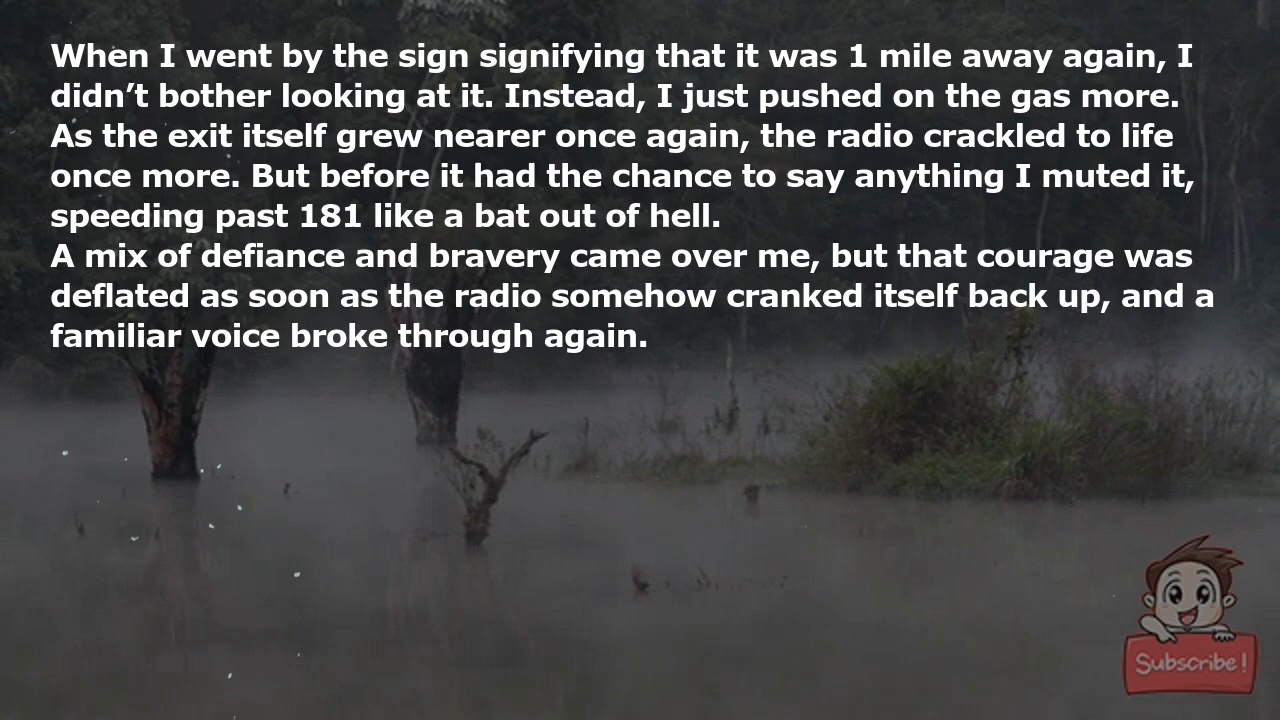 When I went by the sign signifying that it was 1 mile away again, I
didn’t bother looking at it. Instead, I just pushed on the gas more.
As the exit itself grew nearer once again, the radio crackled to life
once more. But before it had the chance to say anything I muted it,
speeding past 181 like a bat out of hell.
A mix of defiance and bravery came over me, but that courage was
deflated as soon as the radio somehow cranked itself back up, and a
familiar voice broke through again.
Subscribe!